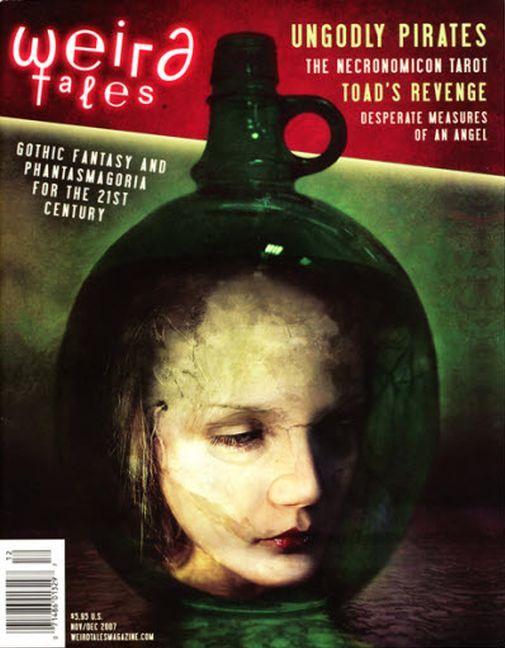 weird
tales
UNGODLY PIRATES
THE NECRONOMICON TAROT
TOAD'S REVENGE
DESPERATE MEASURES
OF AN ANGEL
GOTHIC FANTASY AND
PHANTASMAGORIA
FOR THE 21ST
CENTURY
12
$5.95 U.S.
NOV/DEC 2007
WEIRDTALESMAGAZINE.COM